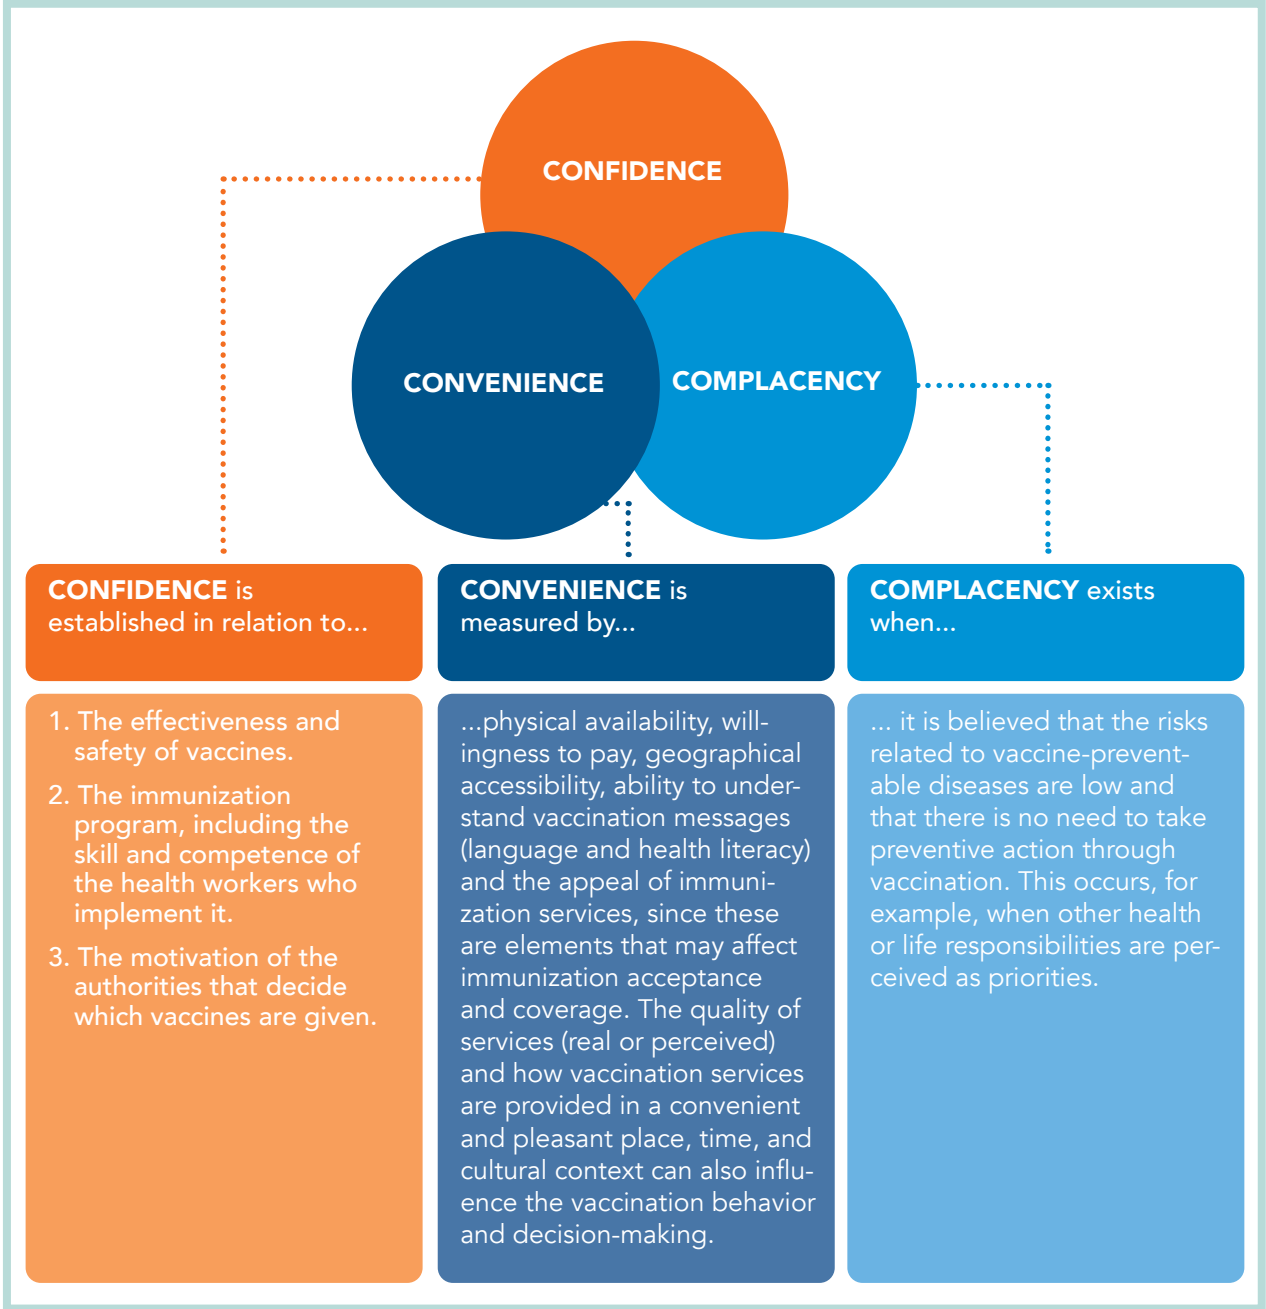 CONFIDENCE
CONVENIENCE
COMPLACENCY
CONFIDENCE is
established in relation to...
1. The effectiveness and
safety of vaccines.
2. The immunization
program, including the
skill and competence of
the health workers who
implement it.
3. The motivation of the
authorities that decide
which vaccines are given.
CONVENIENCE is
measured by...
...physical availability, will-
ingness to pay, geographical
accessibility, ability to under-
stand vaccination messages
(language and health literacy)
and the appeal of immuni-
zation services, since these
are elements that may affect
immunization acceptance
and coverage. The quality of
services (real or perceived)
and how vaccination services
are provided in a convenient
and pleasant place, time, and
cultural context can also influ-
ence the vaccination behavior
and decision-making.
COMPLACENCY exists
when...
... it is believed that the risks
related to vaccine-prevent-
able diseases are low and
that there is no need to take
preventive action through
vaccination. This occurs, for
example, when other health
or life responsibilities are per-
ceived as priorities.